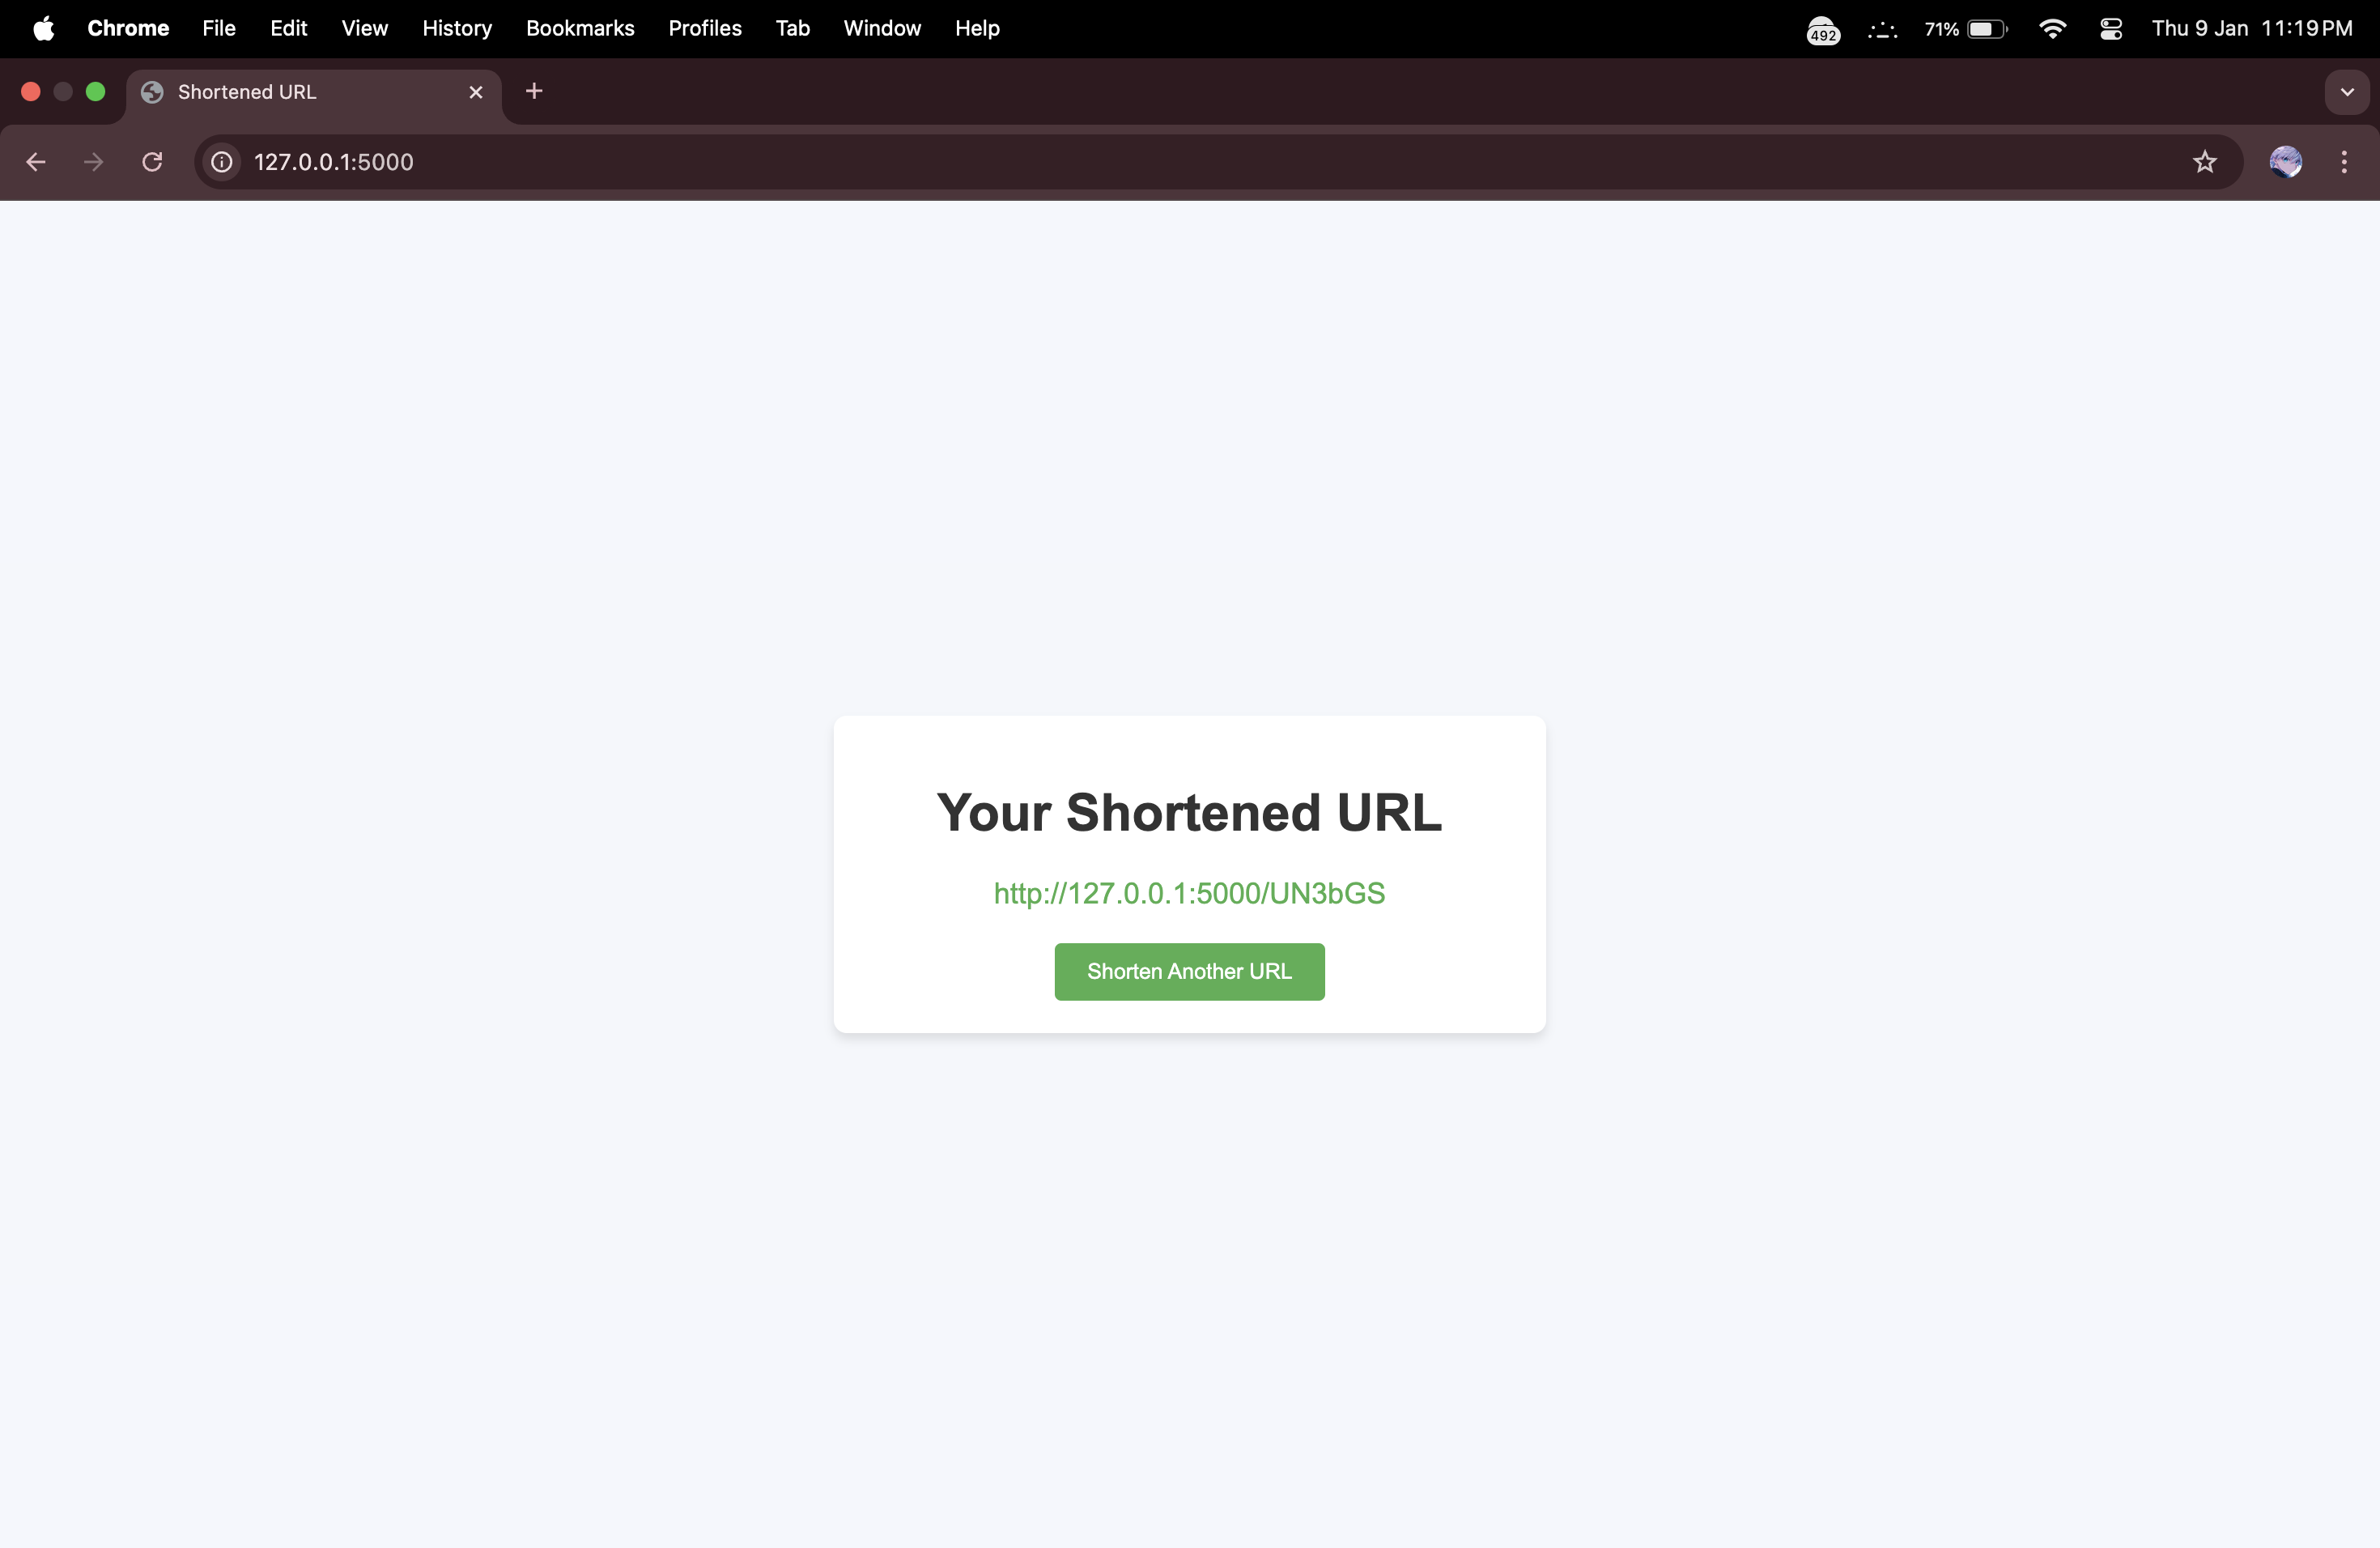 Chrome File Edit View History Bookmarks Profiles Tab Window Help 492 71% Thu 9 Jan 11:19 PM
Shortened URL
127.0.0.1:5000
Your Shortened URL
http://127.0.0.1:5000/UN3bGS
Shorten Another URL